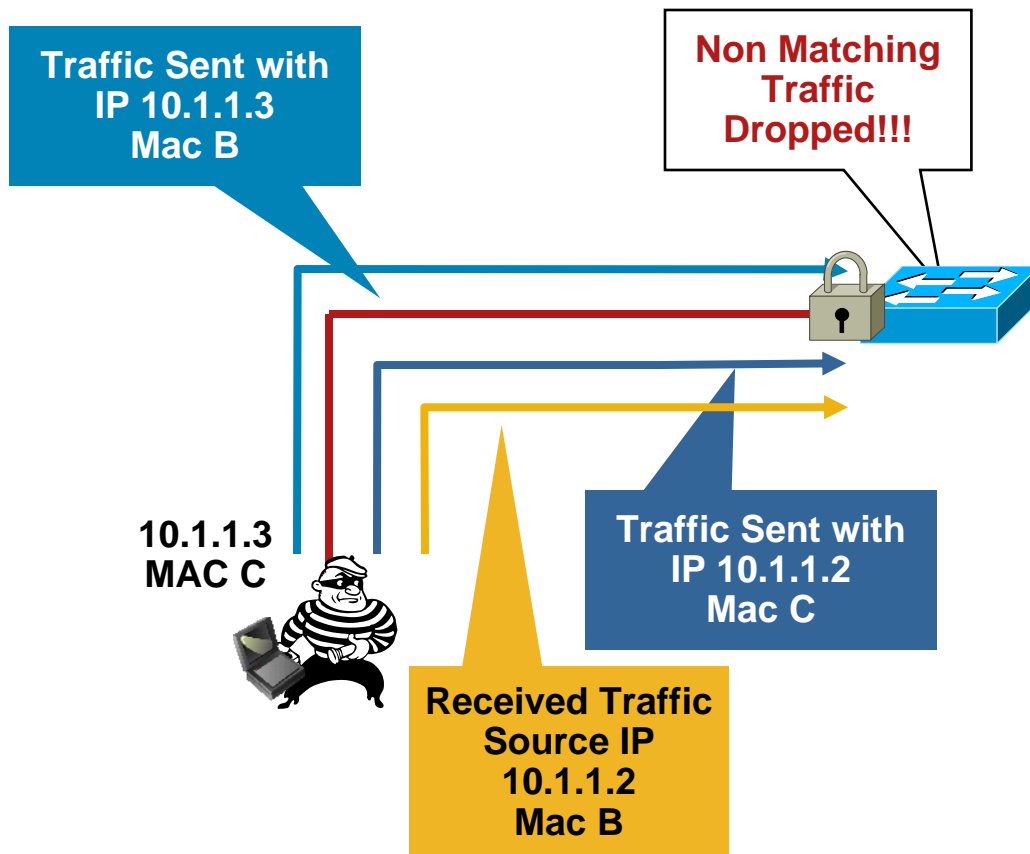 Traffic Sent with
IP 10.1.1.3
Mac B
Non Matching
Traffic
Dropped!!!
10.1.1.3
MAC C
Traffic Sent with
IP 10.1.1.2
Mac C
Received Traffic
Source IP
10.1.1.2
Mac B